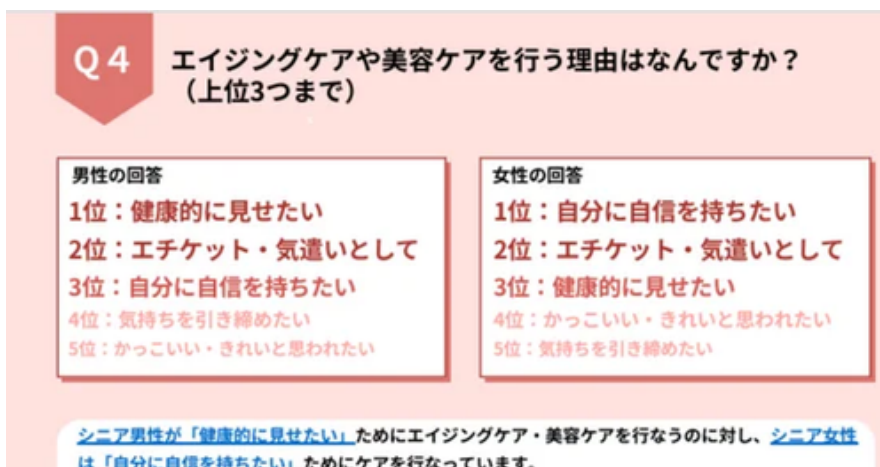 Q4
エイジングケアや美容ケアを行う理由はなんですか？
（上位3つまで）
男性の回答
1位：健康的に見せたい
2位：エチケット・気遣いとして
3位：自分に自信を持ちたい
4位：気持ちを引き締めたい
5位：かっこいい・きれいと思われたい
女性の回答
1位：自分に自信を持ちたい
2位：エチケット・気遣いとして
3位：健康的に見せたい
4位：かっこいい・きれいと思われたい
5位：気持ちを引き締めたい
シニア男性が「健康的に見せたい」ためにエイジングケア・美容ケアを行なうのに対し、シニア女性
は「自分に自信を持ちたい」ためにケアを行なっています。